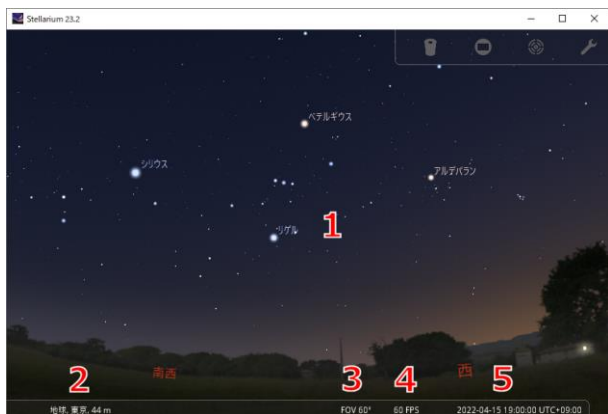 Stellarium 23.2
ベテルギウス
シリウス
アルデバラン
リゲル
1
2
3
4
5
南西
西
地球, 東京, 44 m
FOV 60°
60 FPS
2022-04-15 19:00:00 UTC+09:00